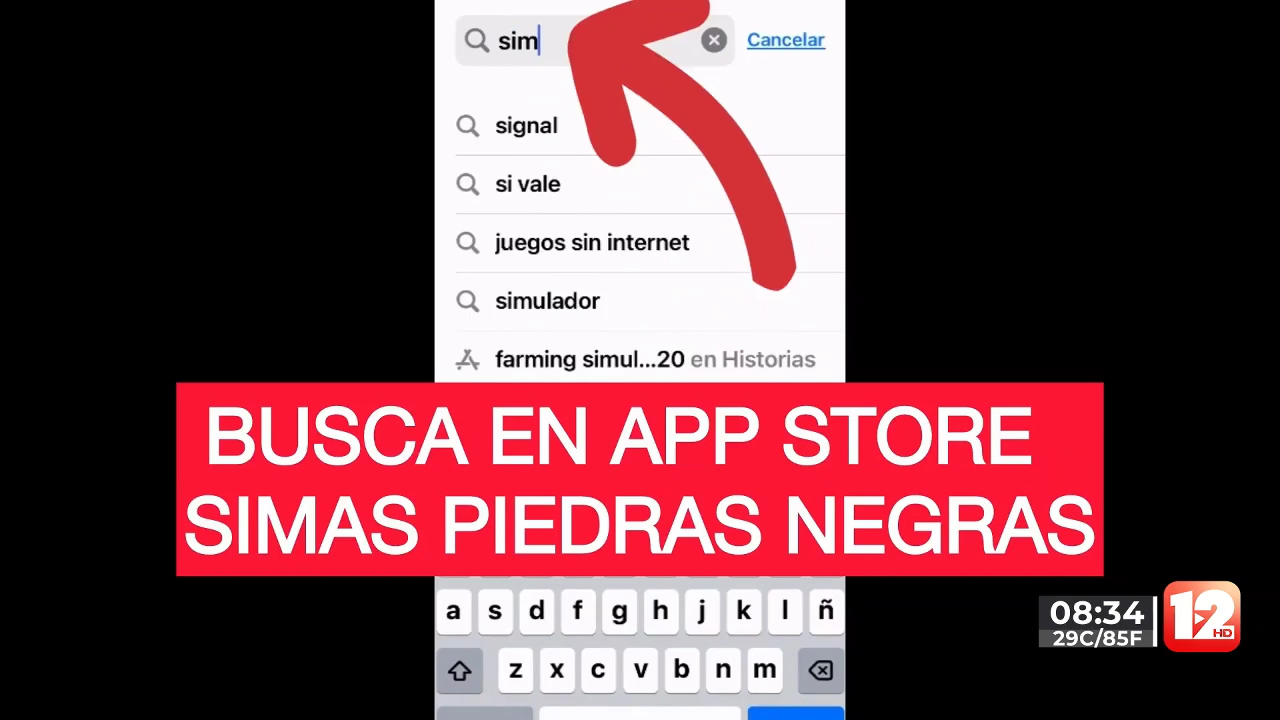 sim
Cancelar
signal
si vale
juegos sin internet
simulador
farming simul...20 en Historias
BUSCA EN APP STORE
SIMAS PIEDRAS NEGRAS
a s d f g h j k l ñ
z x c v b n m
08:34
29C/85F
12
HD